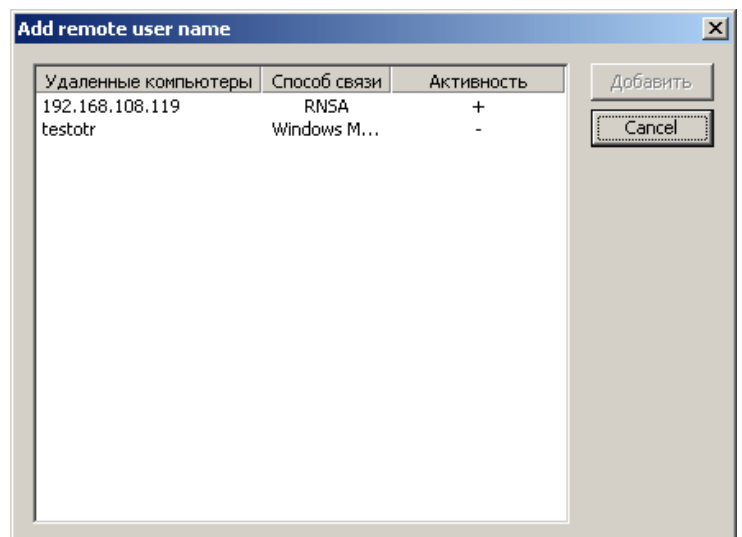 Add remote user name
Удаленные компьютеры Способ связи Активность
192.168.108.119 RNSA +
testotr Windows M... -
Добавить
Cancel